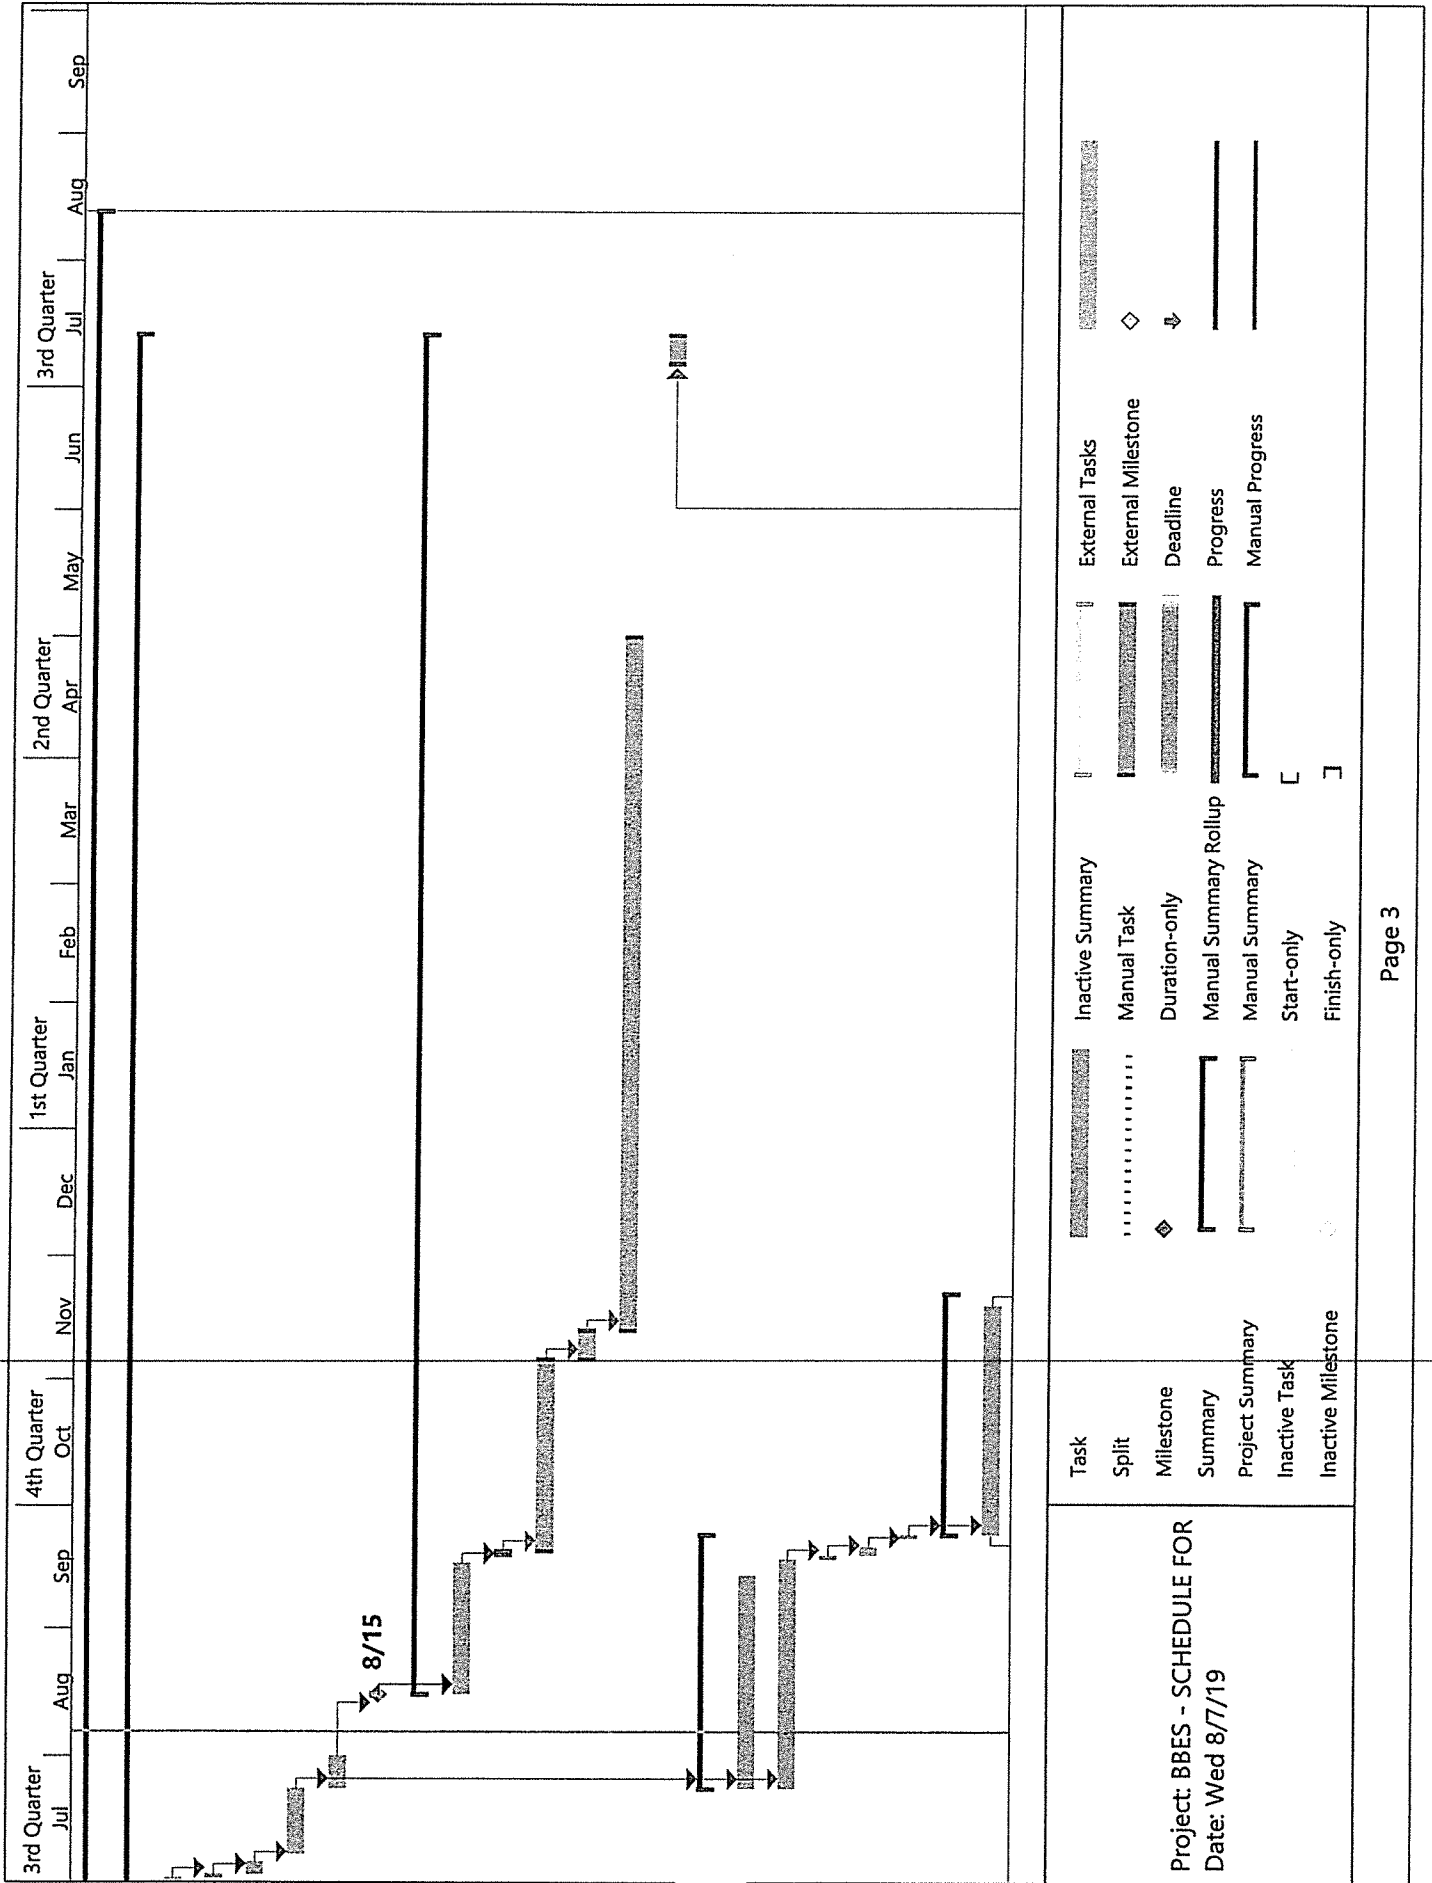 3rd Quarter 4th Quarter 1st Quarter 2nd Quarter 3rd Quarter
Jul Aug Sep Oct Nov Dec Jan Feb Mar Apr May Jun Jul Aug Sep
8/15
Project: BBES - SCHEDULE FOR
Date: Wed 8/7/19
Task
Split
Milestone
Summary
Project Summary
Inactive Task
Inactive Milestone
Inactive Summary
Manual Task
Duration-only
Manual Summary Rollup
Manual Summary
Start-only
Finish-only
External Tasks
External Milestone
Deadline
Progress
Manual Progress
Page 3